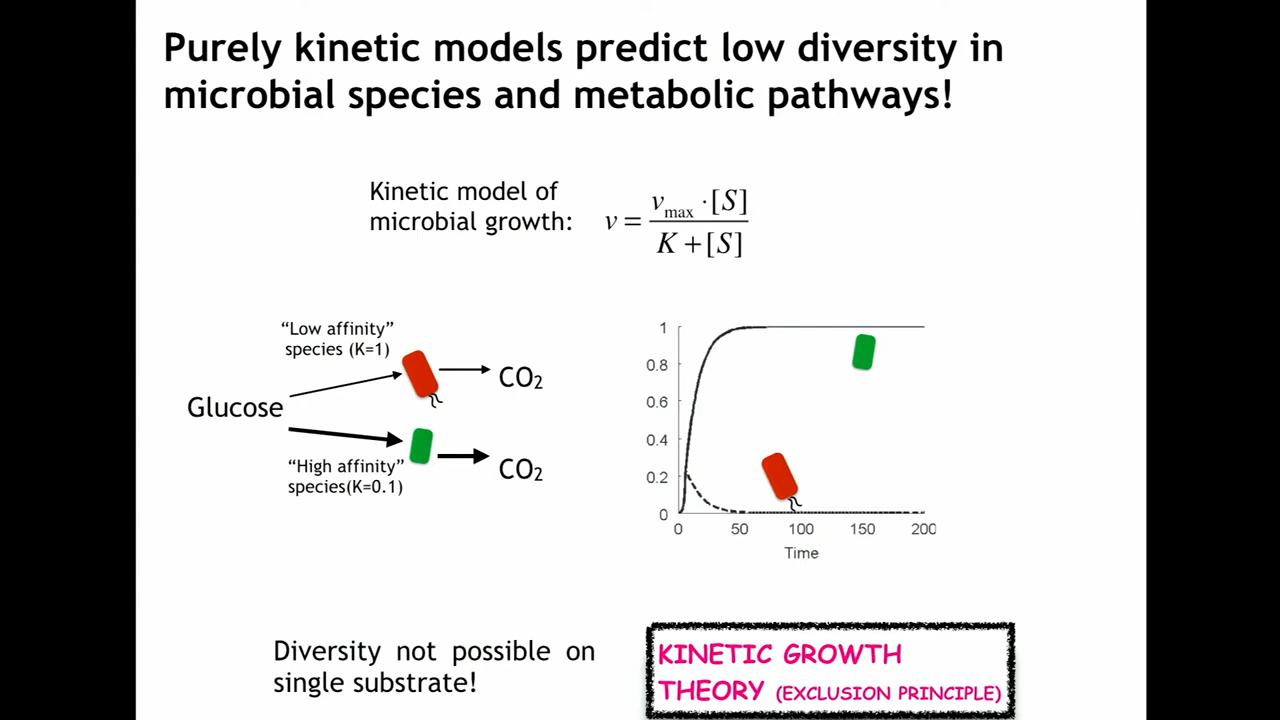 Purely kinetic models predict low diversity in
microbial species and metabolic pathways!
Kinetic model of
microbial growth:
v = v_max · [S] / K + [S]
“Low affinity”
species (K=1)
CO₂
Glucose
“High affinity”
species(K=0.1)
CO₂
1
0.8
0.6
0.4
0.2
0
0 50 100 150 200
Time
Diversity not possible on
single substrate!
KINETIC GROWTH
THEORY (EXCLUSION PRINCIPLE)